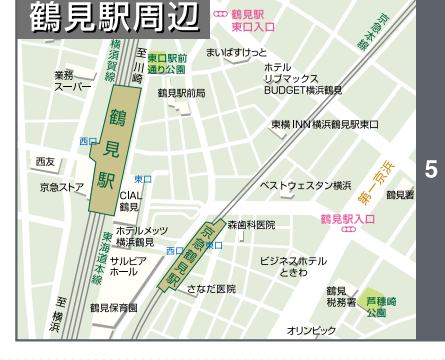 鶴見駅周辺
鶴見駅
東口入口
京急本線
横須賀線
至 川崎
東口駅前
通り公園
まいばすけっと
業務
スーパー
ホテル
リブマックス
BUDGET横浜鶴見
鶴見駅前局
鶴見駅
西口
東横INN横浜鶴見駅東口
5
西友
第一京浜
京急ストア
東口
ベストウェスタン横浜
鶴見署
CIAL
鶴見
鶴見駅入口
ホテルメッツ
横浜鶴見
京急鶴見駅
森歯科医院
西口
東口
東海道本線
サルビア
ホール
ビジネスホテル
ときわ
さなだ医院
至 横浜
鶴見保育園
鶴見
税務署
芦穂崎
公園
オリンピック